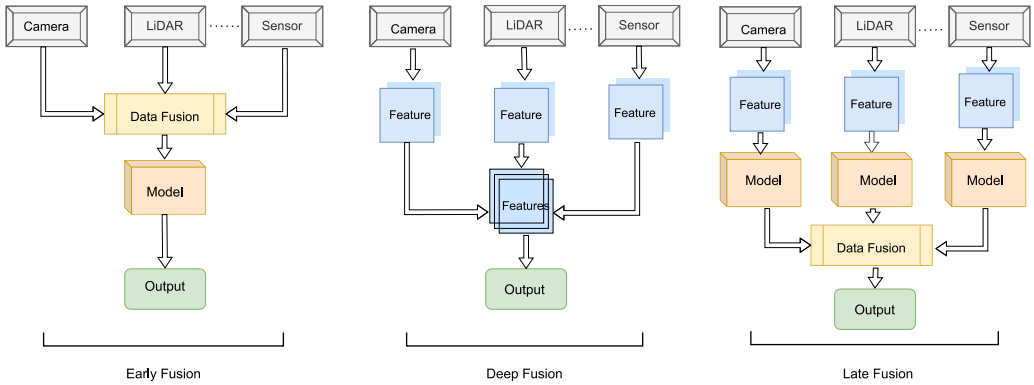 Camera
LiDAR
Sensor
Data Fusion
Model
Output
Early Fusion
Camera
LiDAR
Sensor
Feature
Feature
Feature
Features
Output
Deep Fusion
Camera
LiDAR
Sensor
Feature
Feature
Feature
Model
Model
Model
Data Fusion
Output
Late Fusion